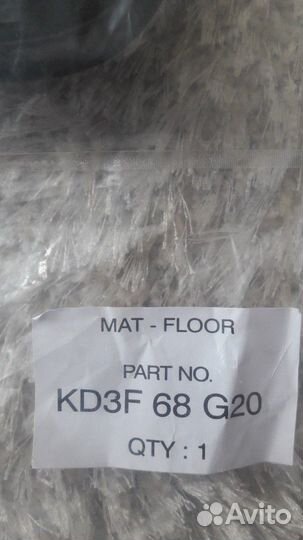 MAT - FLOOR
PART NO.
KD3F 68 G20
QTY : 1
Avito